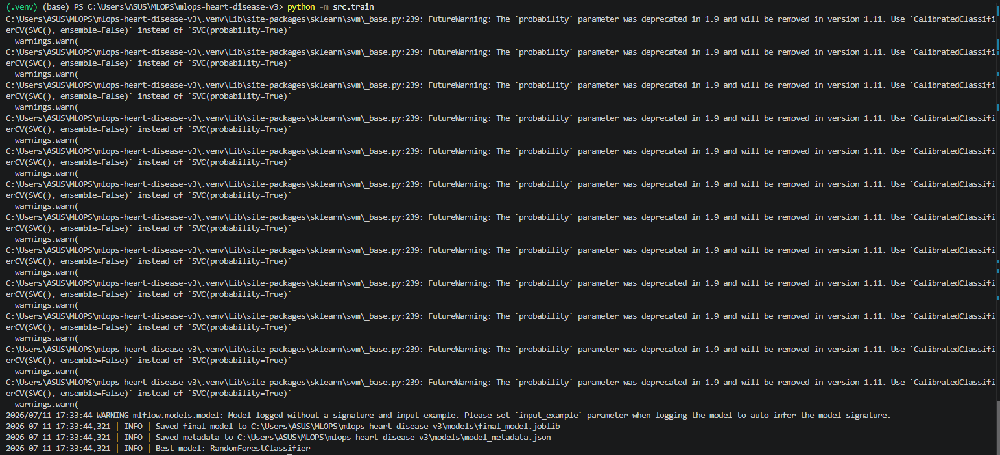 (.venv) (base) PS C:\Users\ASUS\MLOPS\mlops-heart-disease-v3> python -m src.train
C:\Users\ASUS\MLOPS\mlops-heart-disease-v3\.venv\Lib\site-packages\sklearn\svm\_base.py:239: FutureWarning: The `probability` parameter was deprecated in 1.9 and will be removed in version 1.11. Use `CalibratedClassifi
erCV(SVC(), ensemble=False)` instead of `SVC(probability=True)`
  warnings.warn(
C:\Users\ASUS\MLOPS\mlops-heart-disease-v3\.venv\Lib\site-packages\sklearn\svm\_base.py:239: FutureWarning: The `probability` parameter was deprecated in 1.9 and will be removed in version 1.11. Use `CalibratedClassifi
erCV(SVC(), ensemble=False)` instead of `SVC(probability=True)`
  warnings.warn(
C:\Users\ASUS\MLOPS\mlops-heart-disease-v3\.venv\Lib\site-packages\sklearn\svm\_base.py:239: FutureWarning: The `probability` parameter was deprecated in 1.9 and will be removed in version 1.11. Use `CalibratedClassifi
erCV(SVC(), ensemble=False)` instead of `SVC(probability=True)`
  warnings.warn(
C:\Users\ASUS\MLOPS\mlops-heart-disease-v3\.venv\Lib\site-packages\sklearn\svm\_base.py:239: FutureWarning: The `probability` parameter was deprecated in 1.9 and will be removed in version 1.11. Use `CalibratedClassifi
erCV(SVC(), ensemble=False)` instead of `SVC(probability=True)`
  warnings.warn(
C:\Users\ASUS\MLOPS\mlops-heart-disease-v3\.venv\Lib\site-packages\sklearn\svm\_base.py:239: FutureWarning: The `probability` parameter was deprecated in 1.9 and will be removed in version 1.11. Use `CalibratedClassifi
erCV(SVC(), ensemble=False)` instead of `SVC(probability=True)`
  warnings.warn(
C:\Users\ASUS\MLOPS\mlops-heart-disease-v3\.venv\Lib\site-packages\sklearn\svm\_base.py:239: FutureWarning: The `probability` parameter was deprecated in 1.9 and will be removed in version 1.11. Use `CalibratedClassifi
erCV(SVC(), ensemble=False)` instead of `SVC(probability=True)`
  warnings.warn(
C:\Users\ASUS\MLOPS\mlops-heart-disease-v3\.venv\Lib\site-packages\sklearn\svm\_base.py:239: FutureWarning: The `probability` parameter was deprecated in 1.9 and will be removed in version 1.11. Use `CalibratedClassifi
erCV(SVC(), ensemble=False)` instead of `SVC(probability=True)`
  warnings.warn(
C:\Users\ASUS\MLOPS\mlops-heart-disease-v3\.venv\Lib\site-packages\sklearn\svm\_base.py:239: FutureWarning: The `probability` parameter was deprecated in 1.9 and will be removed in version 1.11. Use `CalibratedClassifi
erCV(SVC(), ensemble=False)` instead of `SVC(probability=True)`
  warnings.warn(
C:\Users\ASUS\MLOPS\mlops-heart-disease-v3\.venv\Lib\site-packages\sklearn\svm\_base.py:239: FutureWarning: The `probability` parameter was deprecated in 1.9 and will be removed in version 1.11. Use `CalibratedClassifi
erCV(SVC(), ensemble=False)` instead of `SVC(probability=True)`
  warnings.warn(
C:\Users\ASUS\MLOPS\mlops-heart-disease-v3\.venv\Lib\site-packages\sklearn\svm\_base.py:239: FutureWarning: The `probability` parameter was deprecated in 1.9 and will be removed in version 1.11. Use `CalibratedClassifi
erCV(SVC(), ensemble=False)` instead of `SVC(probability=True)`
  warnings.warn(
C:\Users\ASUS\MLOPS\mlops-heart-disease-v3\.venv\Lib\site-packages\sklearn\svm\_base.py:239: FutureWarning: The `probability` parameter was deprecated in 1.9 and will be removed in version 1.11. Use `CalibratedClassifi
erCV(SVC(), ensemble=False)` instead of `SVC(probability=True)`
  warnings.warn(
C:\Users\ASUS\MLOPS\mlops-heart-disease-v3\.venv\Lib\site-packages\sklearn\svm\_base.py:239: FutureWarning: The `probability` parameter was deprecated in 1.9 and will be removed in version 1.11. Use `CalibratedClassifi
erCV(SVC(), ensemble=False)` instead of `SVC(probability=True)`
  warnings.warn(
2026/07/11 17:33:44 WARNING mlflow.models.model: Model logged without a signature and input example. Please set `input_example` parameter when logging the model to auto infer the model signature.
2026-07-11 17:33:44,321 | INFO | Saved final model to C:\Users\ASUS\MLOPS\mlops-heart-disease-v3\models\final_model.joblib
2026-07-11 17:33:44,321 | INFO | Saved metadata to C:\Users\ASUS\MLOPS\mlops-heart-disease-v3\models\model_metadata.json
2026-07-11 17:33:44,321 | INFO | Best model: RandomForestClassifier